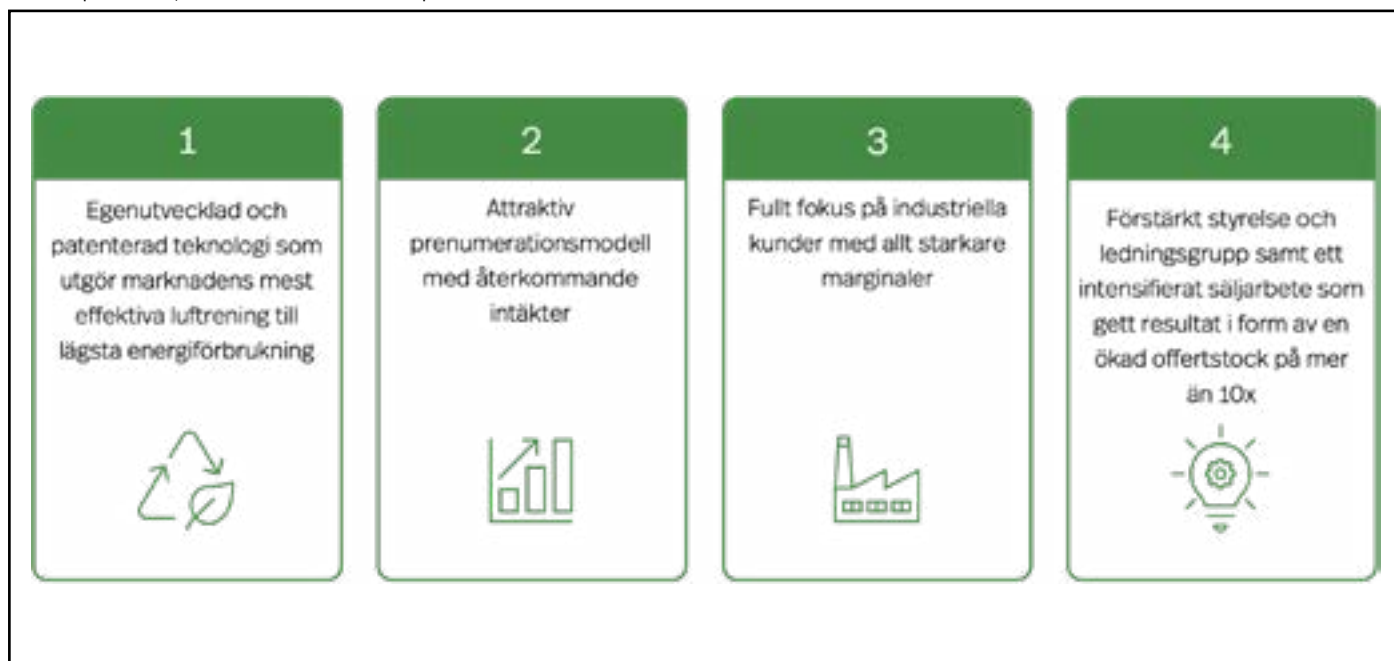 1
Egenutvecklad och
patenterad teknologi som
utgör marknadens mest
effektiva luftrening till
lägsta energiförbrukning
2
Attraktiv
prenumerationsmodell
med återkommande
intäkter
3
Fullt fokus på industriella
kunder med allt starkare
marginaler
4
Förstärkt styrelse och
ledningsgrupp samt ett
intensifierat säljarbete som
gett resultat i form av en
ökad offertstock på mer
än 10x